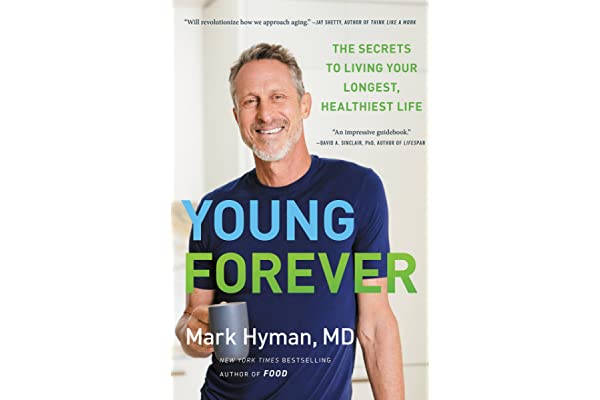 "Will revolutionize how we approach aging." —JAY SHETTY, AUTHOR OF THINK LIKE A MONK
THE SECRETS
TO LIVING YOUR
LONGEST,
HEALTHIEST LIFE
"An impressive guidebook."
—DAVID A. SINCLAIR, PhD, AUTHOR OF LIFESPAN
YOUNG
FOREVER
Mark Hyman, MD
NEW YORK TIMES BESTSELLING
AUTHOR OF FOOD